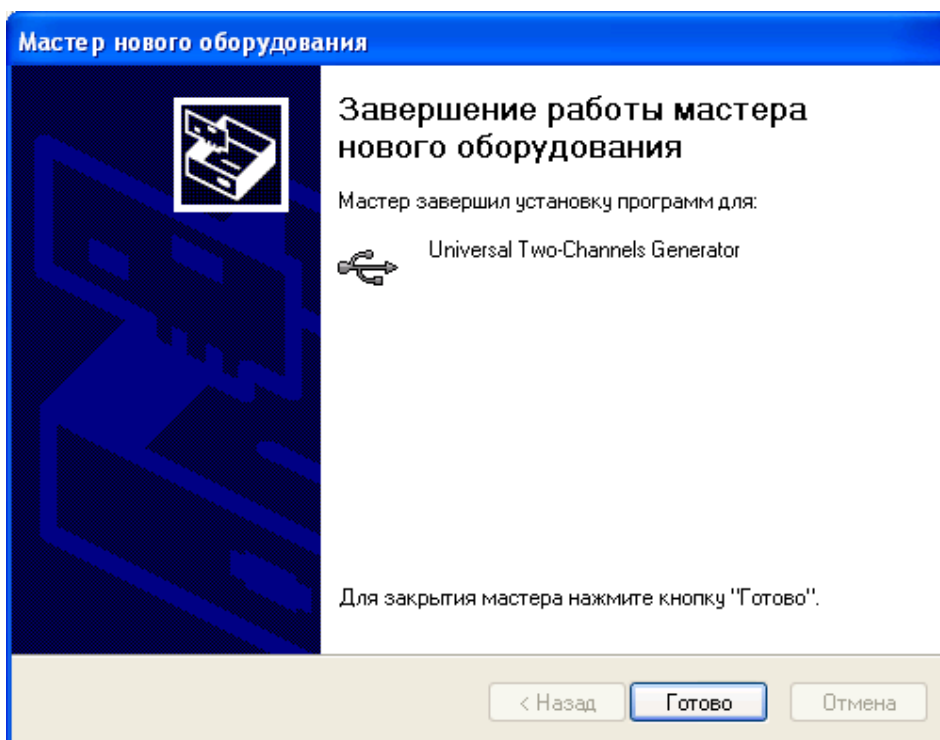 Мастер нового оборудования
Завершение работы мастера
нового оборудования
Мастер завершил установку программ для:
Universal Two-Channels Generator
Для закрытия мастера нажмите кнопку "Готово".
< Назад
Готово
Отмена